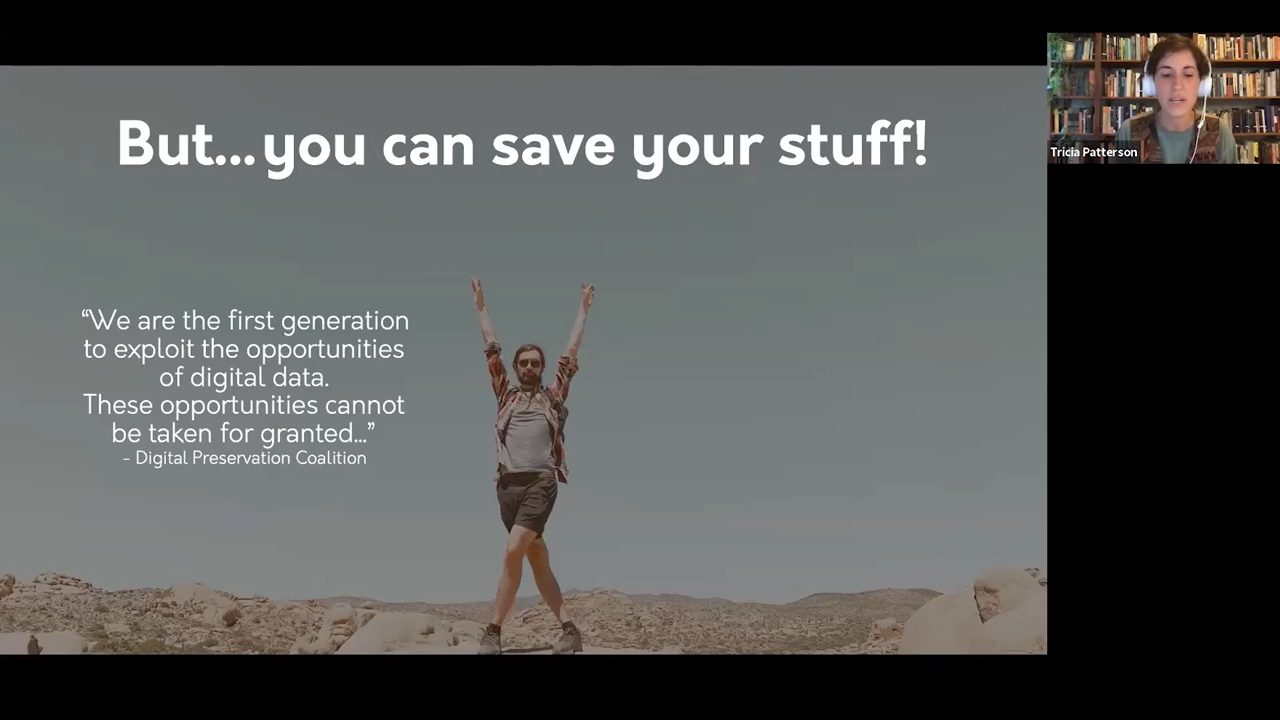 But...you can save your stuff!
“We are the first generation
to exploit the opportunities
of digital data.
These opportunities cannot
be taken for granted...”
– Digital Preservation Coalition
Tricia Patterson